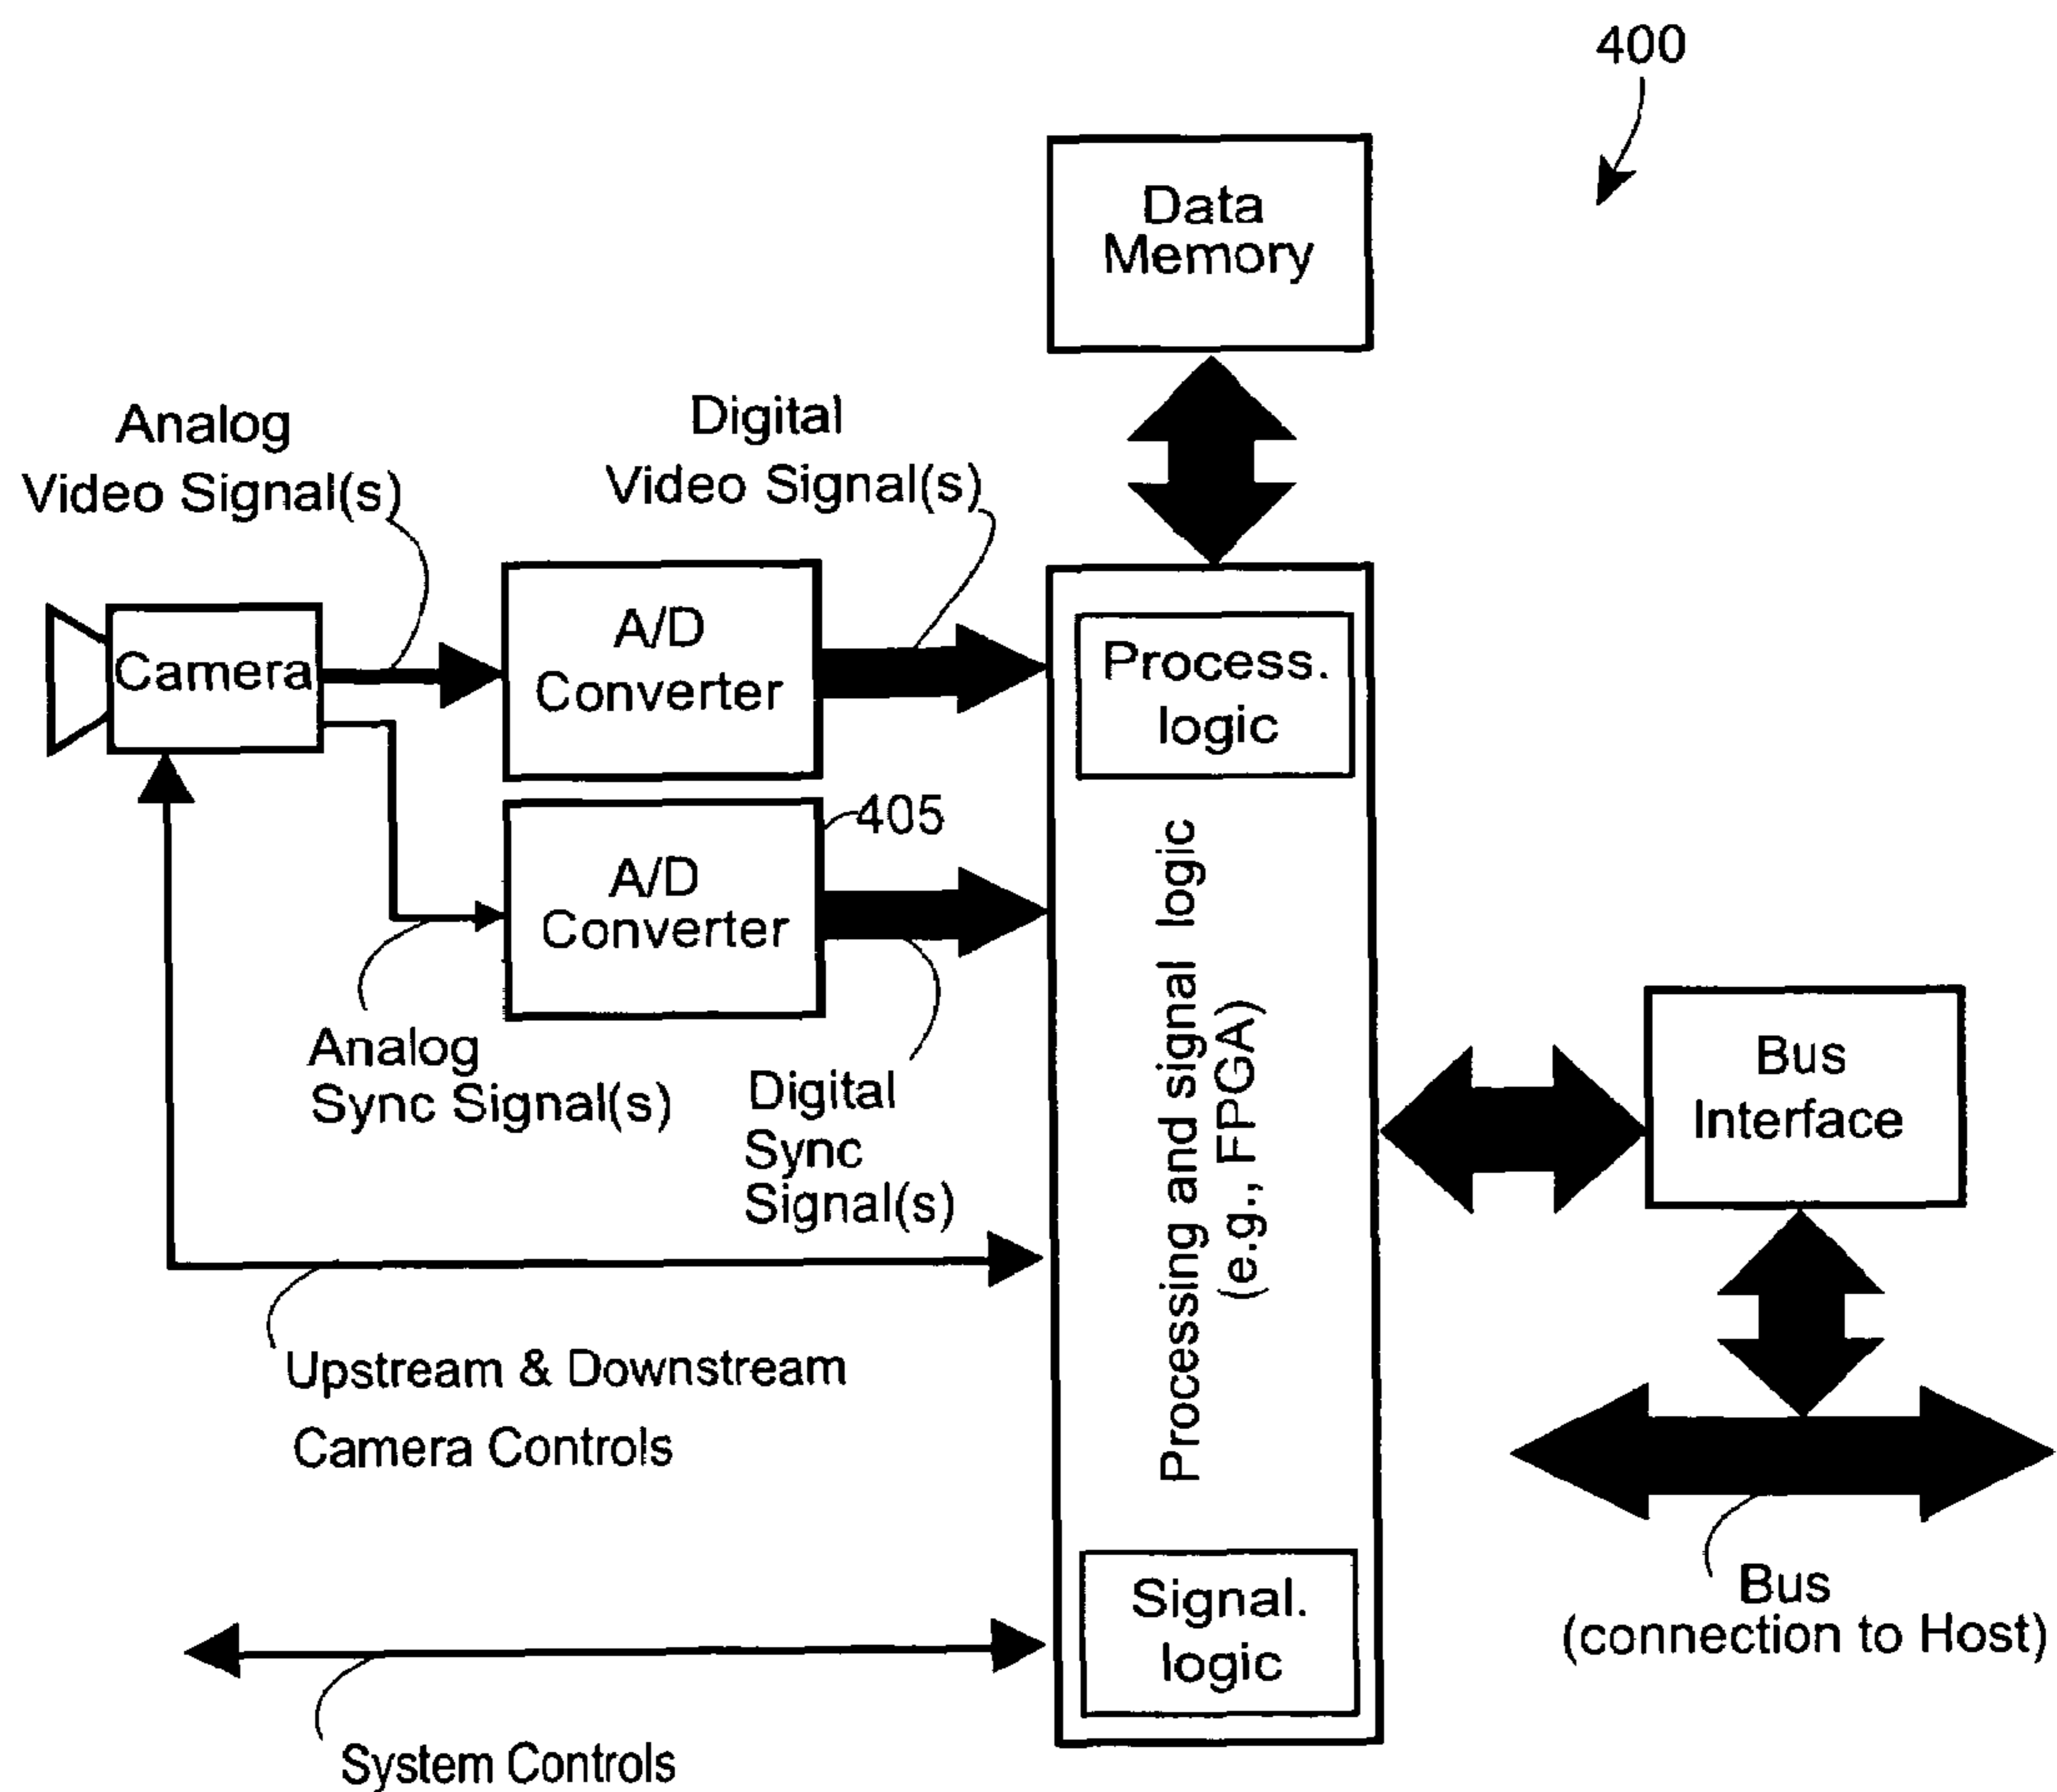 400
Data
Memory
Analog
Video Signal(s)
Digital
Video Signal(s)
Camera
A/D
Converter
Process.
logic
405
A/D
Converter
Processing and signal logic
(e.g., FPGA)
Analog
Sync Signal(s)
Digital
Sync
Signal(s)
Bus
Interface
Upstream & Downstream
Camera Controls
Signal.
logic
Bus
(connection to Host)
System Controls